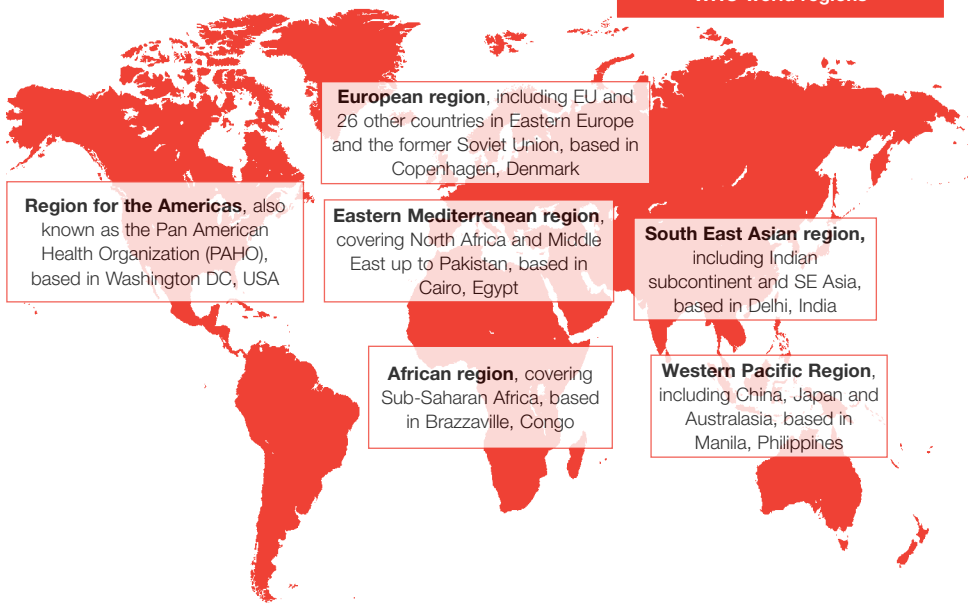 WHO world regions
European region, including EU and
26 other countries in Eastern Europe
and the former Soviet Union, based in
Copenhagen, Denmark
Region for the Americas, also
known as the Pan American
Health Organization (PAHO),
based in Washington DC, USA
Eastern Mediterranean region,
covering North Africa and Middle
East up to Pakistan, based in
Cairo, Egypt
South East Asian region,
including Indian
subcontinent and SE Asia,
based in Delhi, India
African region, covering
Sub-Saharan Africa, based
in Brazzaville, Congo
Western Pacific Region,
including China, Japan and
Australasia, based in
Manila, Philippines